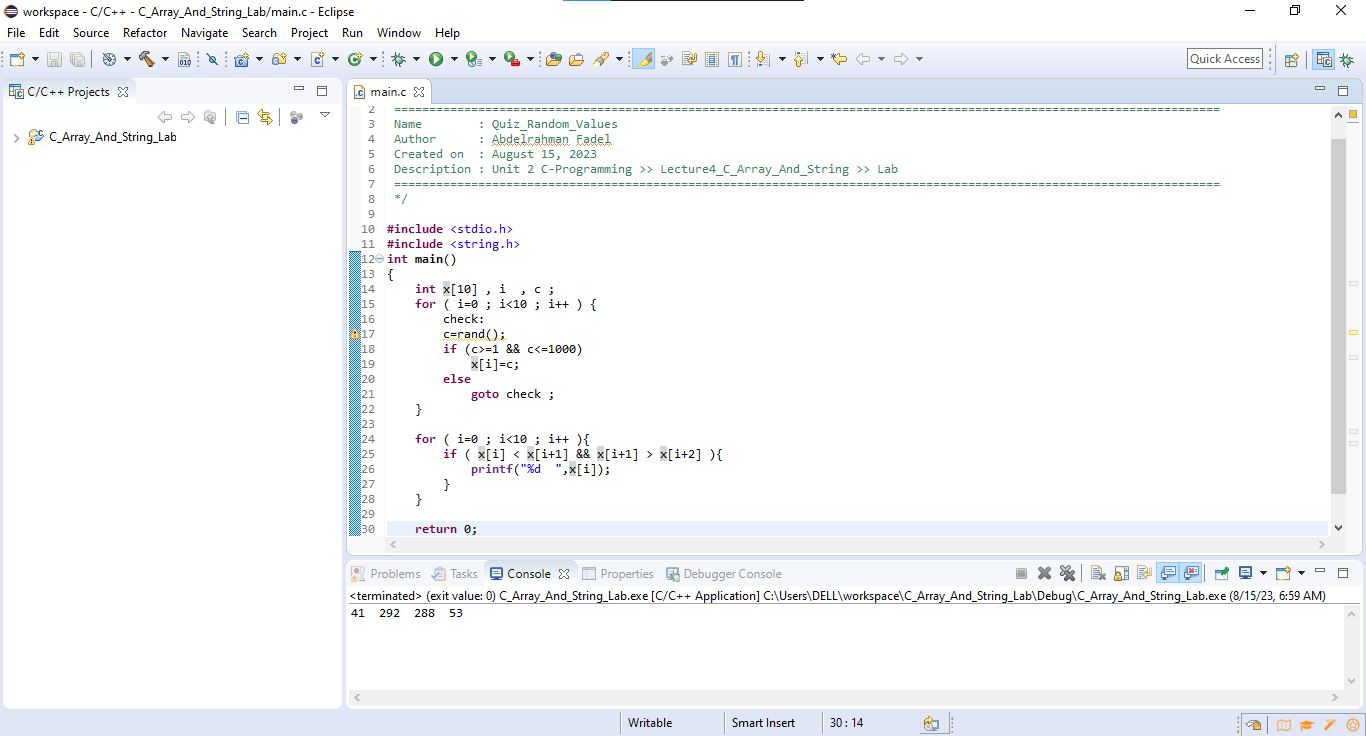 workspace - C/C++ - C_Array_And_String_Lab/main.c - Eclipse
File Edit Source Refactor Navigate Search Project Run Window Help
Quick Access
C/C++ Projects
C_Array_And_String_Lab
main.c
2 ======================================================================================================================
3 Name        : Quiz_Random_Values
4 Author      : Abdelrahman Fadel
5 Created on  : August 15, 2023
6 Description : Unit 2 C-Programming >> Lecture4_C_Array_And_String >> Lab
7 ======================================================================================================================
8 */
9
10 #include <stdio.h>
11 #include <string.h>
12 int main()
13 {
14     int x[10] , i  , c ;
15     for ( i=0 ; i<10 ; i++ ) {
16         check:
17         c=rand();
18         if (c>=1 && c<=1000)
19             x[i]=c;
20         else
21             goto check ;
22     }
23
24     for ( i=0 ; i<10 ; i++ ){
25         if ( x[i] < x[i+1] && x[i+1] > x[i+2] ){
26             printf("%d  ",x[i]);
27         }
28     }
29
30     return 0;
Problems Tasks Console Properties Debugger Console
<terminated> (exit value: 0) C_Array_And_String_Lab.exe [C/C++ Application] C:\Users\DELL\workspace\C_Array_And_String_Lab\Debug\C_Array_And_String_Lab.exe (8/15/23, 6:59 AM)
41  292  288  53
Writable Smart Insert 30 : 14